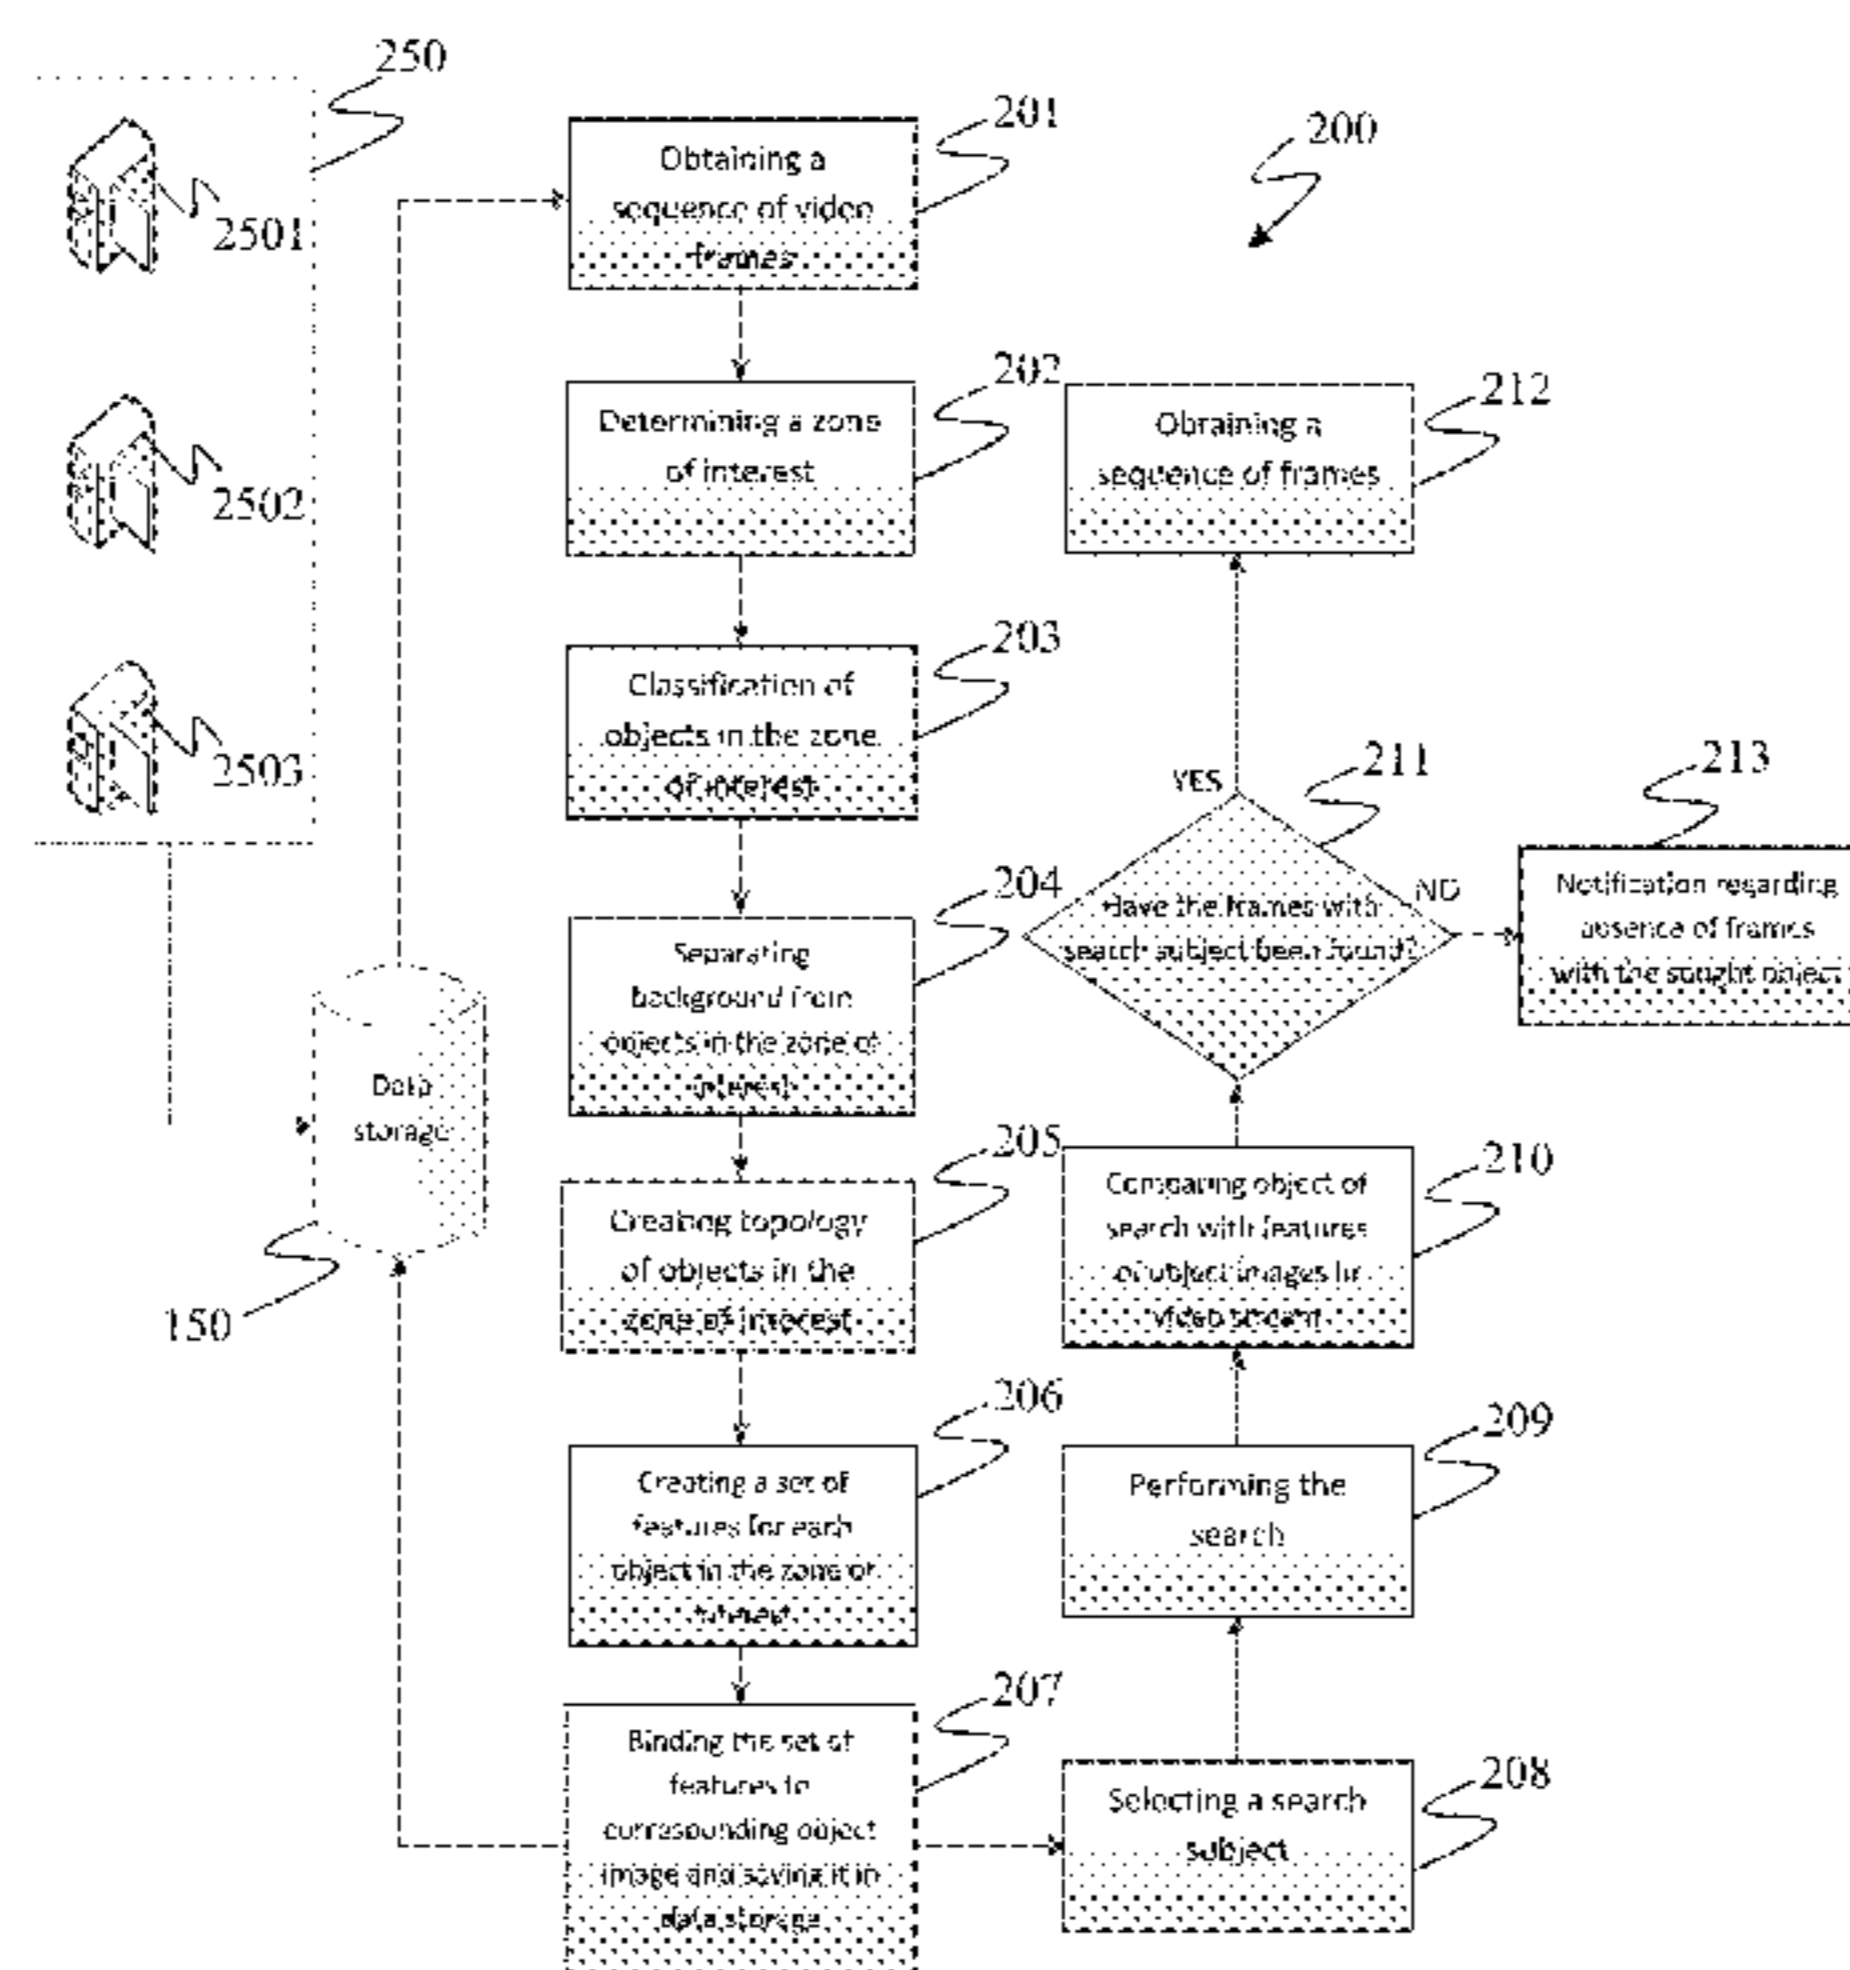 250
2501
2502
2503
200
201
Obtaining a
sequence of video
frames
202
Determining a zone
of interest
203
Classification of
objects in the zone
of interest
204
Separating
background from
objects in the zone of
interest
205
Creating topology
of objects in the
zone of interest
206
Creating a set of
features for each
object in the zone of
interest
207
Binding the set of
features to
corresponding object
image and saving it in
data storage
Data
storage
150
208
Selecting a search
subject
209
Performing the
search
210
Comparing object of
search with features
of object images in
video stream
211
Have the frames with
search subject been found?
YES
NO
212
Obtaining a
sequence of frames
213
Notification regarding
absence of frames
with the sought object